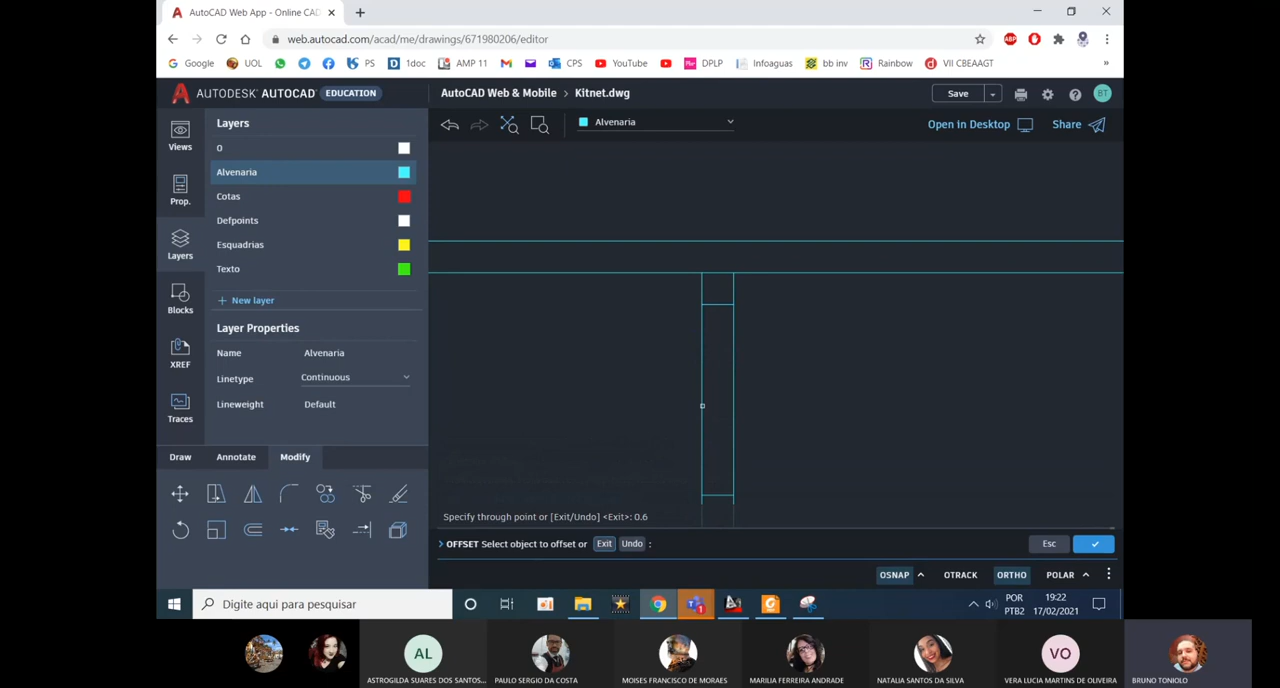 AutoCAD Web App - Online CAD
web.autocad.com/acad/me/drawings/671980206/editor
Google UOL PS 1doc AMP 11 CPS YouTube DPLP Infoaguas bb inv Rainbow VII CBEAAGT »
AUTODESK® AUTOCAD® EDUCATION AutoCAD Web & Mobile > Kitnet.dwg Save BT
Layers Alvenaria Open in Desktop Share
Views
0
Alvenaria
Prop.
Cotas
Defpoints
Esquadrias
Layers
Texto
+ New layer
Blocks
Layer Properties
Name Alvenaria
XREF
Linetype Continuous
Lineweight Default
Traces
Draw Annotate Modify
Specify through point or [Exit/Undo] <Exit>: 0.6
OFFSET Select object to offset or Exit Undo : Esc
OSNAP OTRACK ORTHO POLAR
Digite aqui para pesquisar
POR
PTB2
19:22
17/02/2021
AL VO
ASTROGILDA SUARES DOS SANTOS... PAULO SERGIO DA COSTA MOISES FRANCISCO DE MORAES MARILIA FERREIRA ANDRADE NATALIA SANTOS DA SILVA VERA LUCIA MARTINS DE OLIVEIRA BRUNO TONIOLO